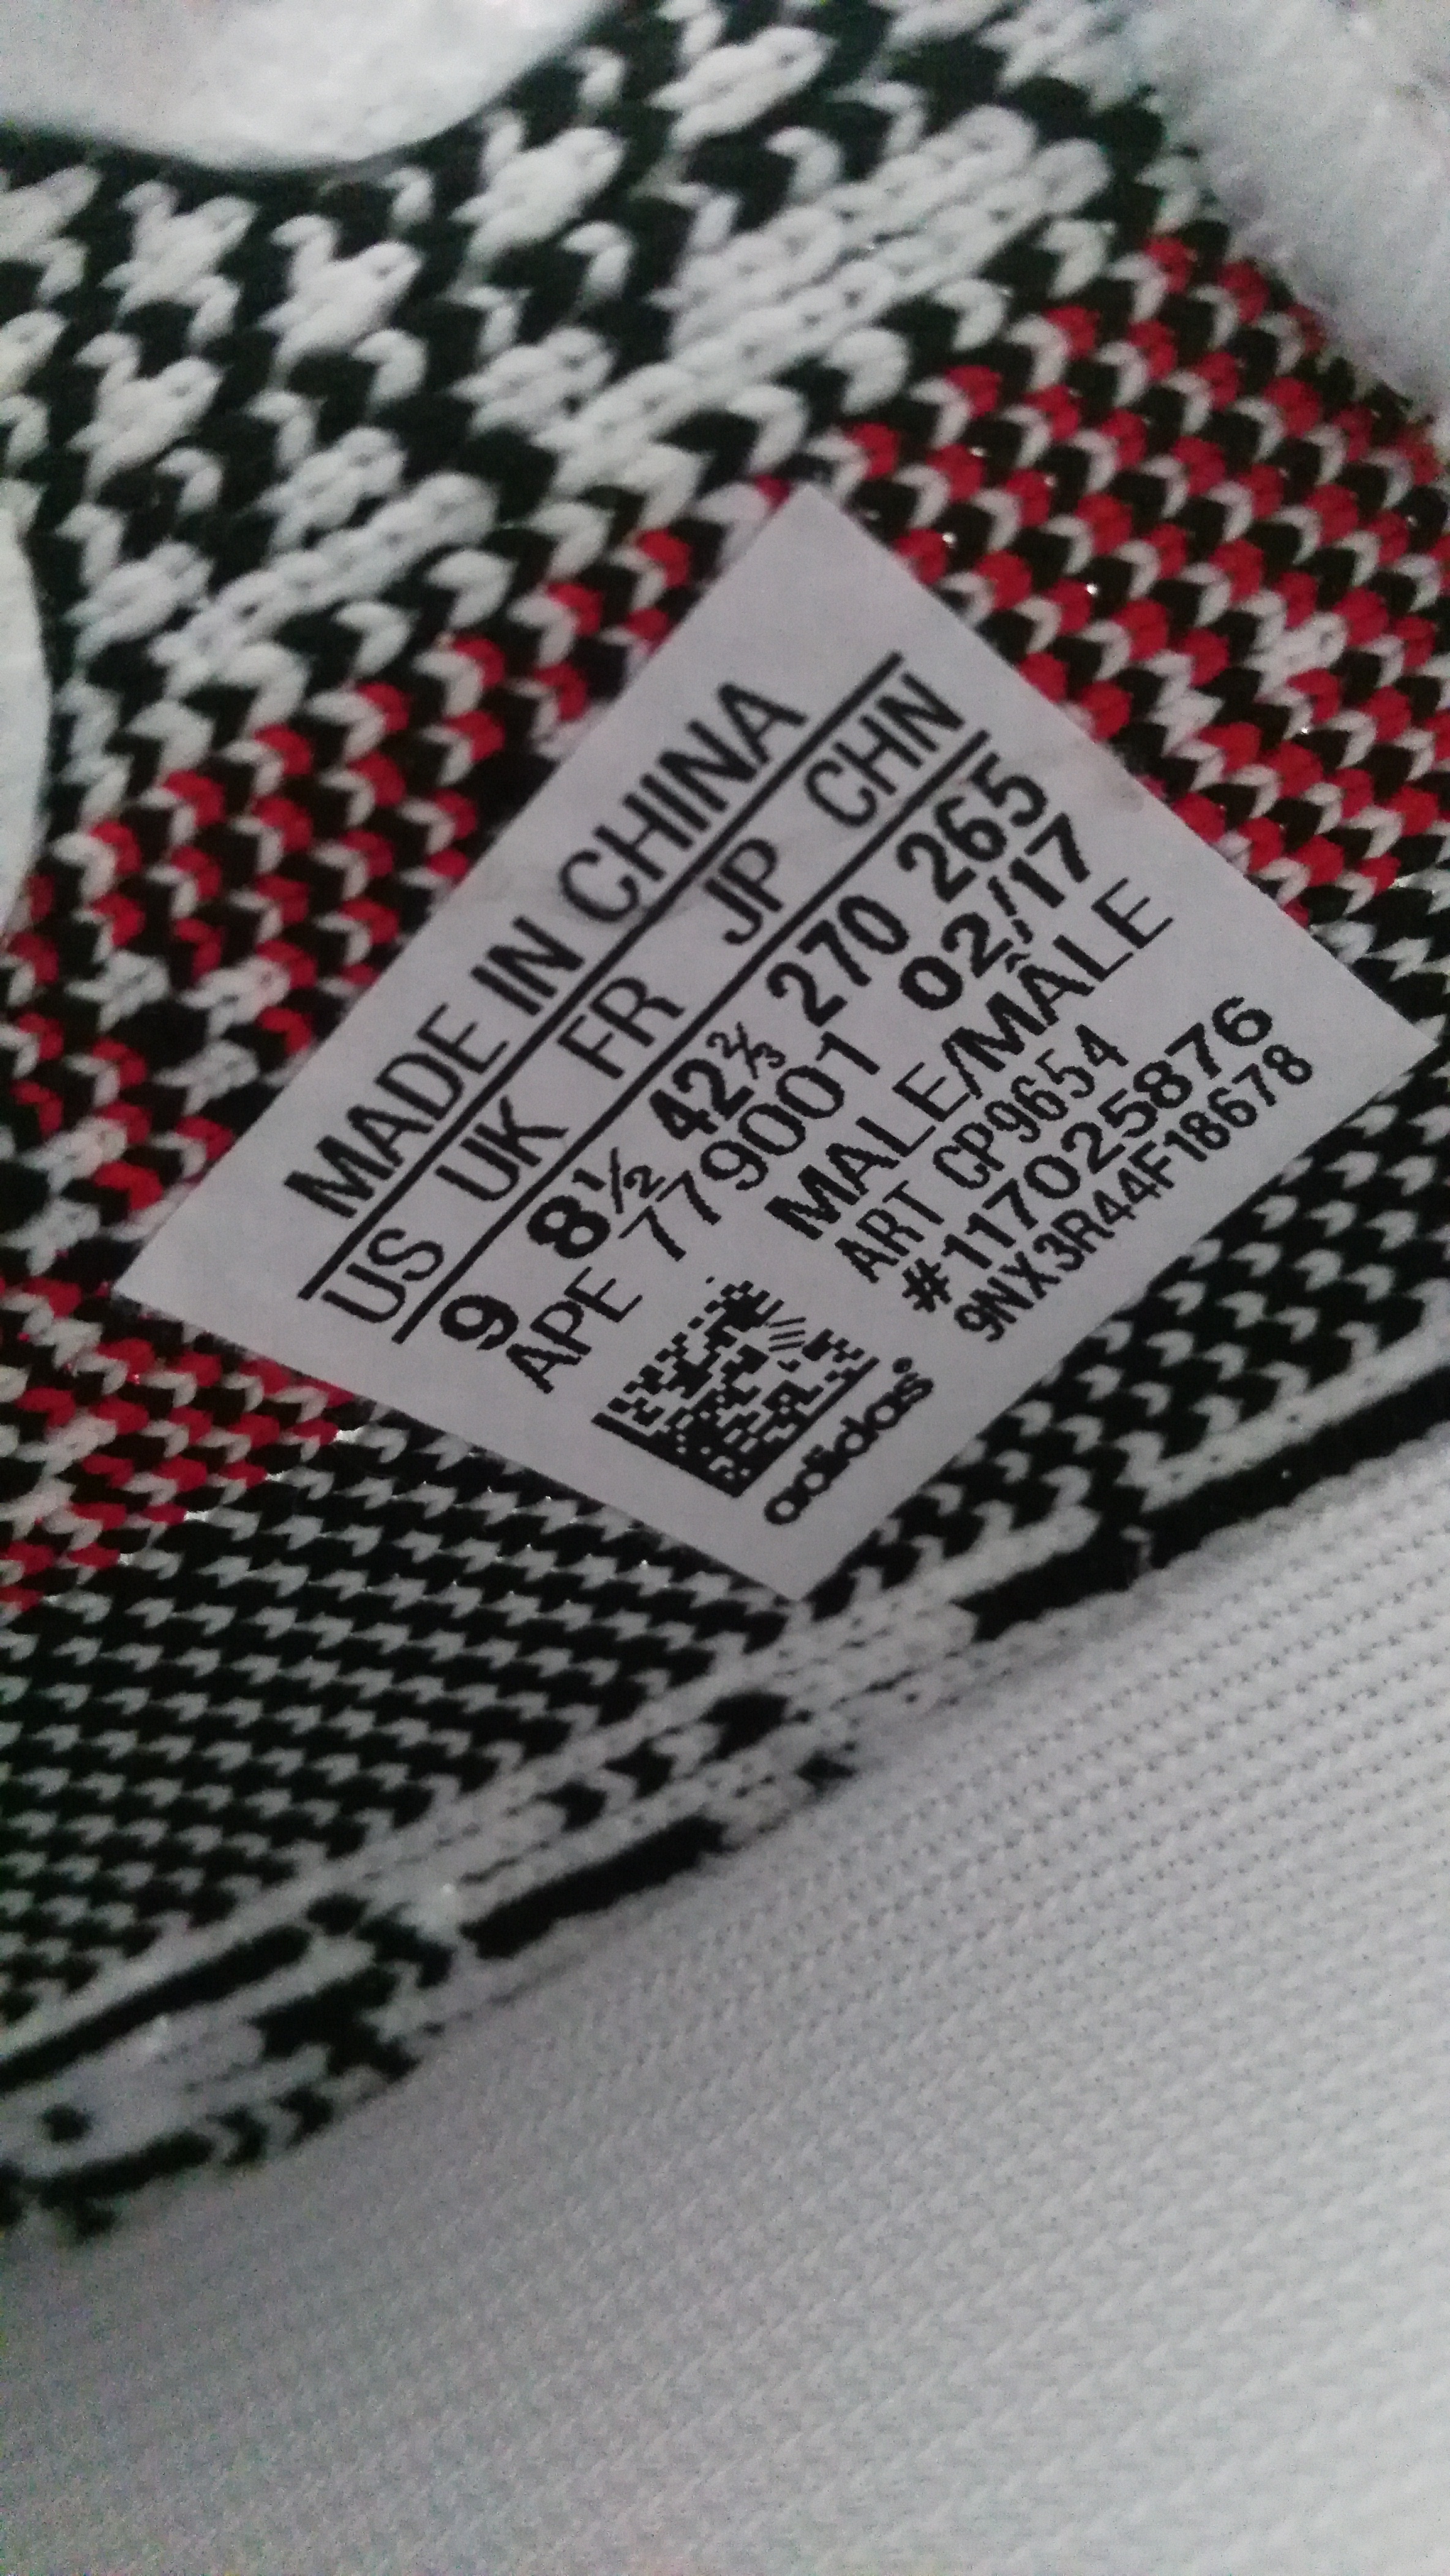 MADE IN CHINA
US UK FR JP CHN
9 8½ 42⅔ 270 265
APE 779001 02/17
MALE/MÂLE
ART CP9654
#117025876
9NX3R44F18678
adidas®